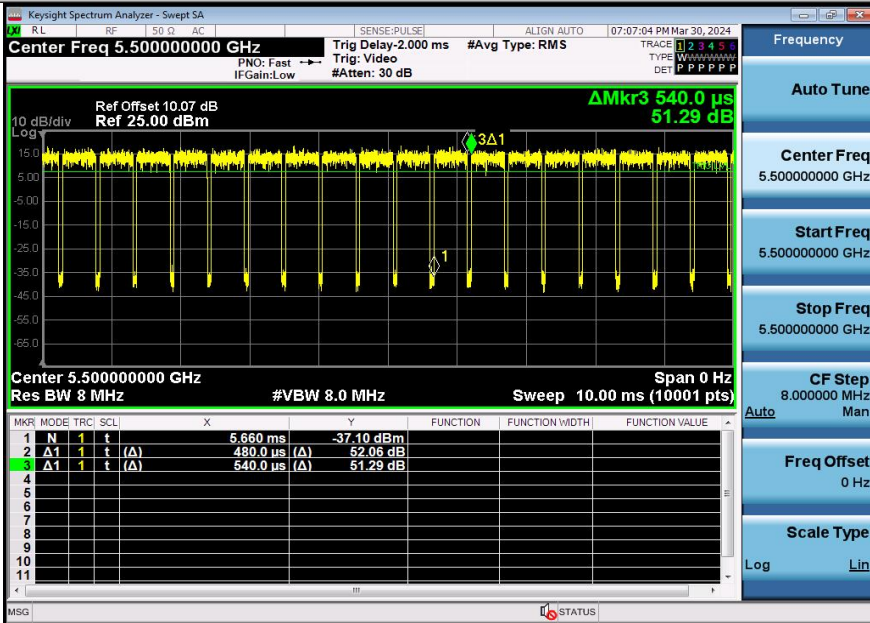 Keysight Spectrum Analyzer - Swept SA
LXI RL RF 50 Ω AC SENSE:PULSE ALIGN AUTO 07:07:04 PM Mar 30, 2024
Center Freq 5.500000000 GHz
PNO: Fast
IFGain:Low
Trig Delay-2.000 ms
Trig: Video
#Atten: 30 dB
#Avg Type: RMS
TRACE 1 2 3 4 5 6
TYPE WWWWWW
DET P P P P P P
ΔMkr3 540.0 µs
51.29 dB
Ref Offset 10.07 dB
10 dB/div Ref 25.00 dBm
Log
15.0
5.00
-5.00
-15.0
-25.0
-35.0
-45.0
-55.0
-65.0
3Δ1
1
Center 5.500000000 GHz Span 0 Hz
Res BW 8 MHz #VBW 8.0 MHz Sweep 10.00 ms (10001 pts)
MKR MODE TRC SCL X Y FUNCTION FUNCTION WIDTH FUNCTION VALUE
1 N 1 t 5.660 ms -37.10 dBm
2 Δ1 1 t (Δ) 480.0 µs (Δ) 52.06 dB
3 Δ1 1 t (Δ) 540.0 µs (Δ) 51.29 dB
4
5
6
7
8
9
10
11
MSG STATUS
Frequency
Auto Tune
Center Freq
5.500000000 GHz
Start Freq
5.500000000 GHz
Stop Freq
5.500000000 GHz
CF Step
8.000000 MHz
Auto Man
Freq Offset
0 Hz
Scale Type
Log Lin